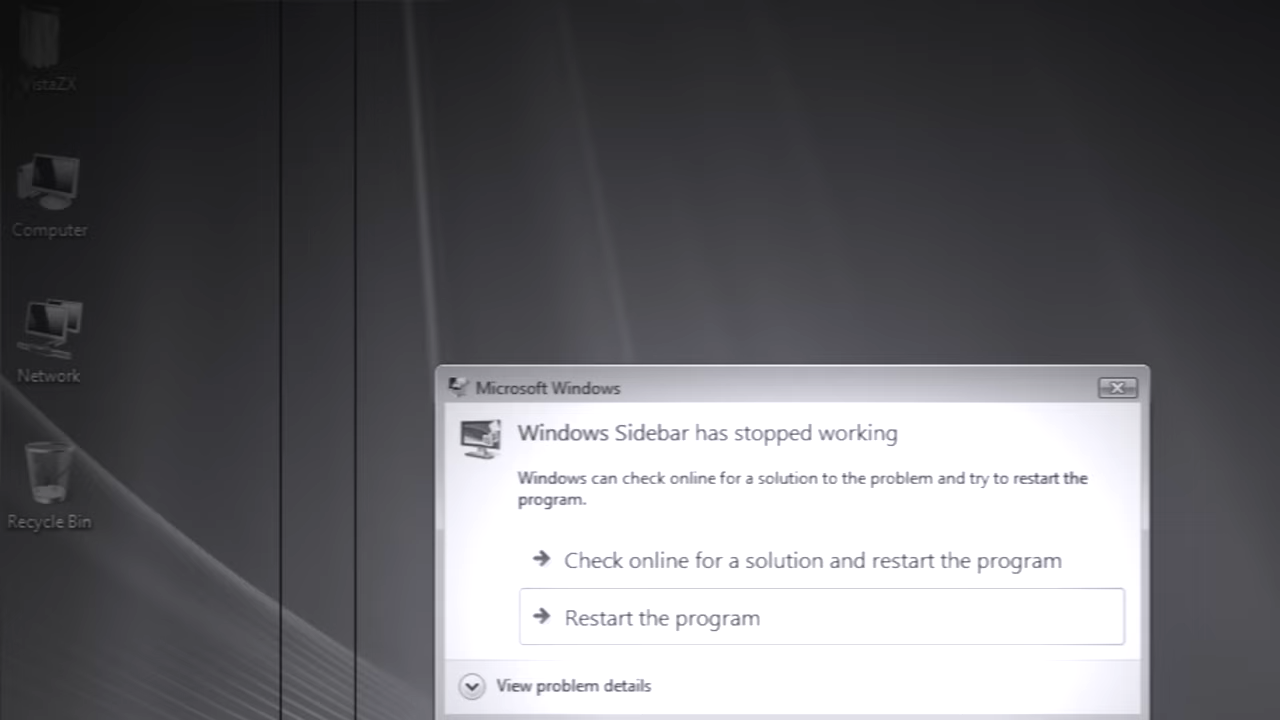 VistaZX
Computer
Network
Recycle Bin
Microsoft Windows
Windows Sidebar has stopped working
Windows can check online for a solution to the problem and try to restart the
program.
Check online for a solution and restart the program
Restart the program
View problem details